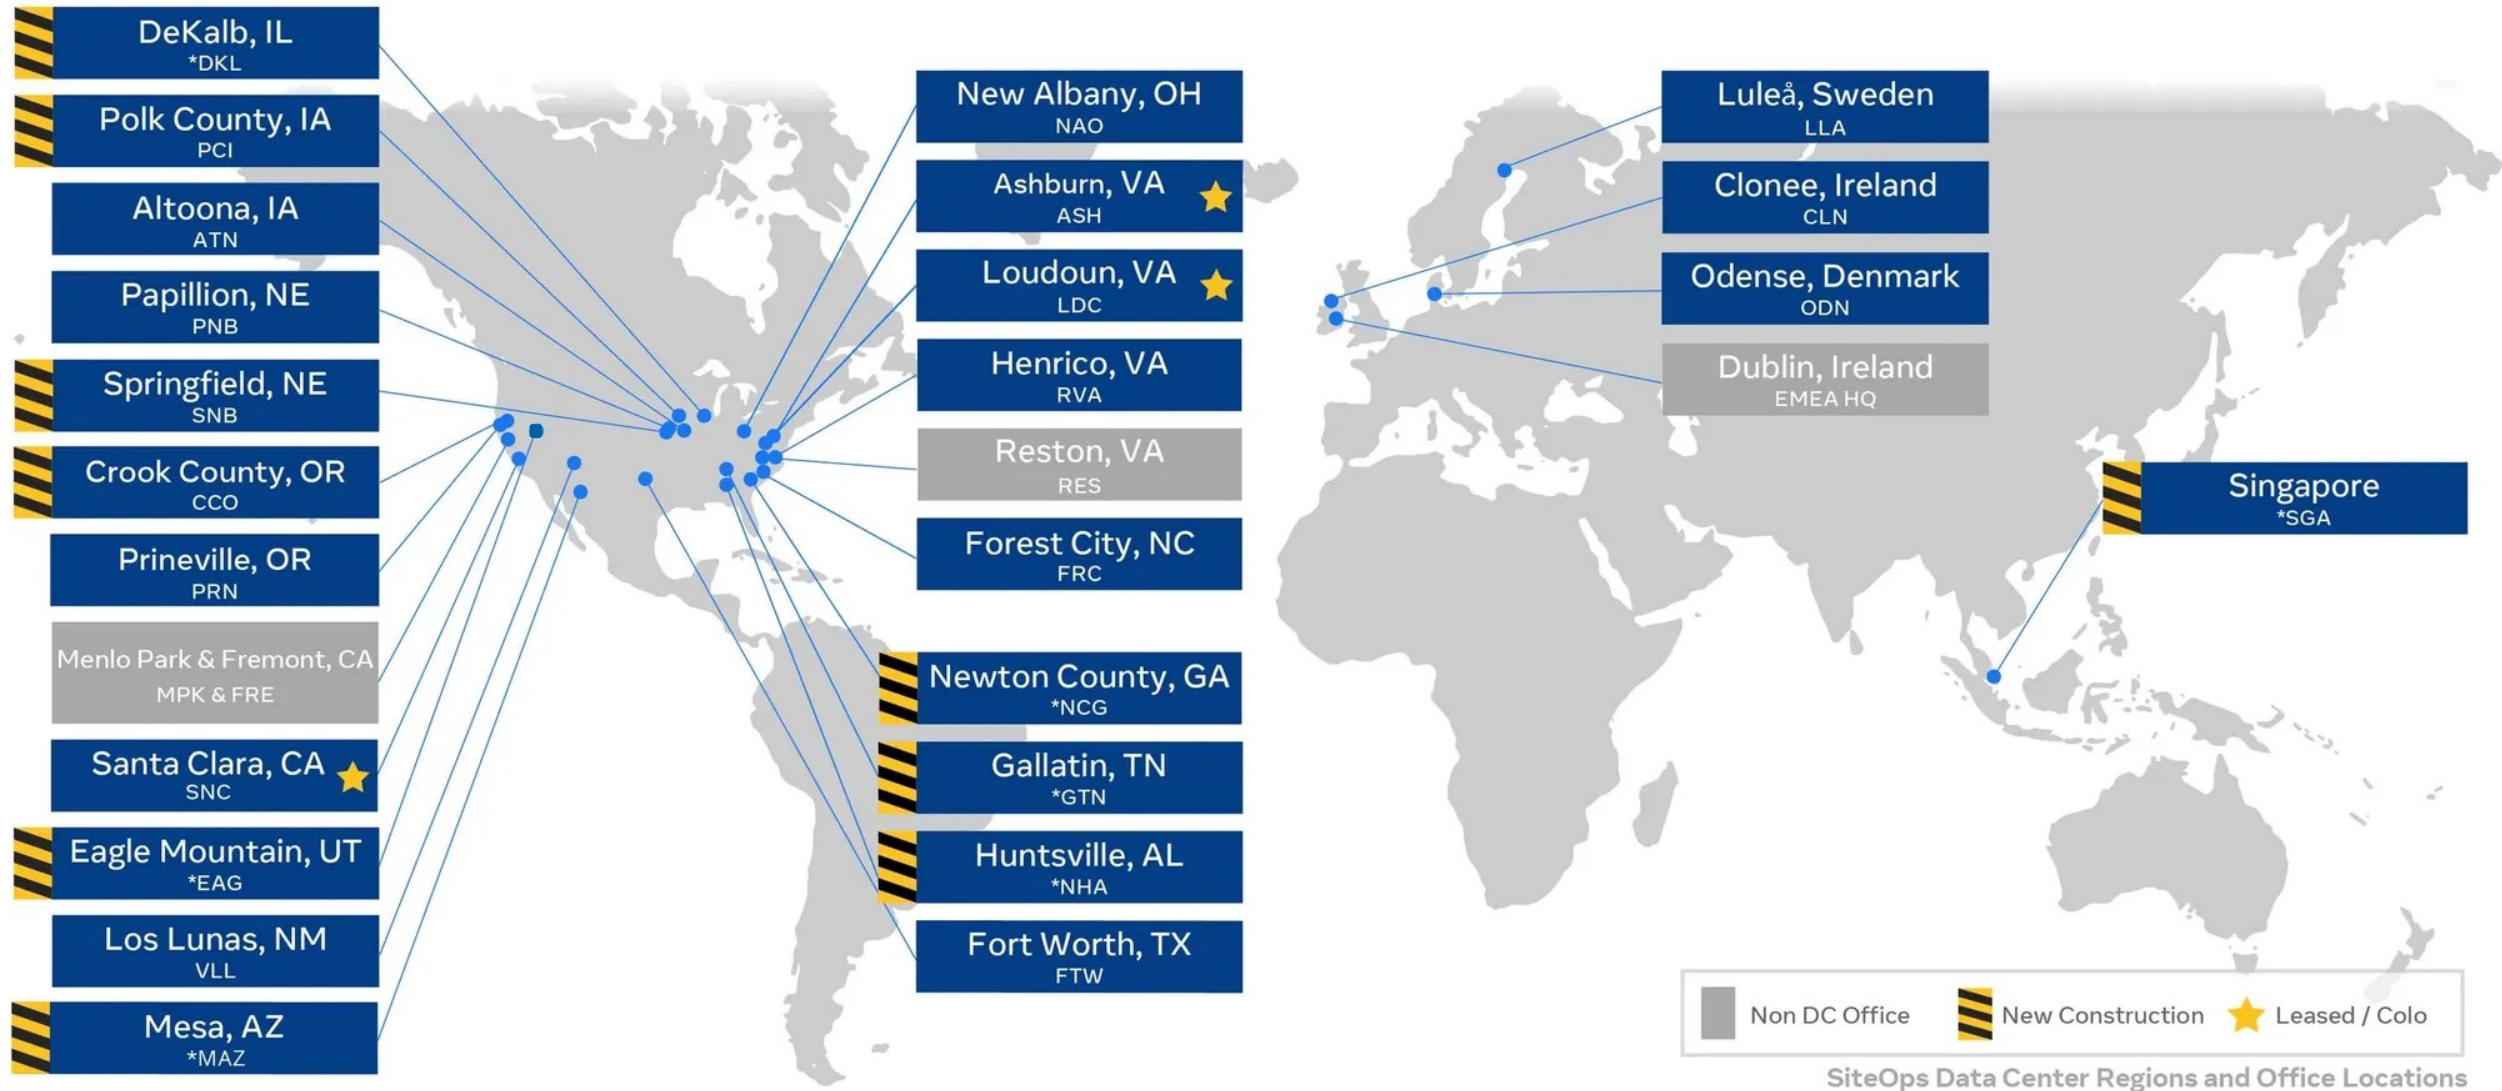 DeKalb, IL
*DKL
Polk County, IA
PCI
Altoona, IA
ATN
Papillion, NE
PNB
Springfield, NE
SNB
Crook County, OR
CCO
Prineville, OR
PRN
Menlo Park & Fremont, CA
MPK & FRE
Santa Clara, CA
SNC
Eagle Mountain, UT
*EAG
Los Lunas, NM
VLL
Mesa, AZ
*MAZ
New Albany, OH
NAO
Ashburn, VA
ASH
Loudoun, VA
LDC
Henrico, VA
RVA
Reston, VA
RES
Forest City, NC
FRC
Newton County, GA
*NCG
Gallatin, TN
*GTN
Huntsville, AL
*NHA
Fort Worth, TX
FTW
Luleå, Sweden
LLA
Clonee, Ireland
CLN
Odense, Denmark
ODN
Dublin, Ireland
EMEA HQ
Singapore
*SGA
Non DC Office
New Construction
Leased / Colo
SiteOps Data Center Regions and Office Locations